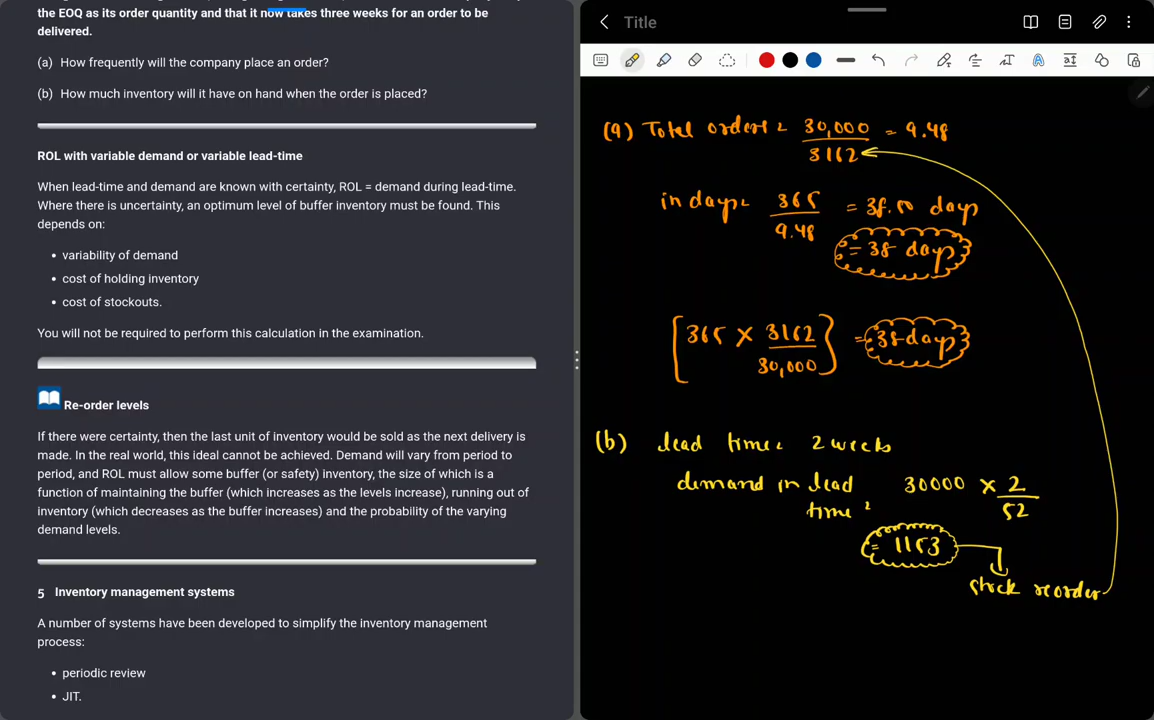 the EOQ as its order quantity and that it now takes three weeks for an order to be
delivered.
(a) How frequently will the company place an order?
(b) How much inventory will it have on hand when the order is placed?
ROL with variable demand or variable lead-time
When lead-time and demand are known with certainty, ROL = demand during lead-time.
Where there is uncertainty, an optimum level of buffer inventory must be found. This
depends on:
• variability of demand
• cost of holding inventory
• cost of stockouts.
You will not be required to perform this calculation in the examination.
Re-order levels
If there were certainty, then the last unit of inventory would be sold as the next delivery is
made. In the real world, this ideal cannot be achieved. Demand will vary from period to
period, and ROL must allow some buffer (or safety) inventory, the size of which is a
function of maintaining the buffer (which increases as the levels increase), running out of
inventory (which decreases as the buffer increases) and the probability of the varying
demand levels.
5 Inventory management systems
A number of systems have been developed to simplify the inventory management
process:
• periodic review
• JIT.
Title
(a) Total orders = 30,000 = 9.48
3162
in days = 365 = 38.50 days
9.48
= 38 days
[365 × 3162 = 38 days
30,000]
(b) lead time = 2 weeks
demand in lead 30000 × 2
time = 52
= 1153
stock reorder